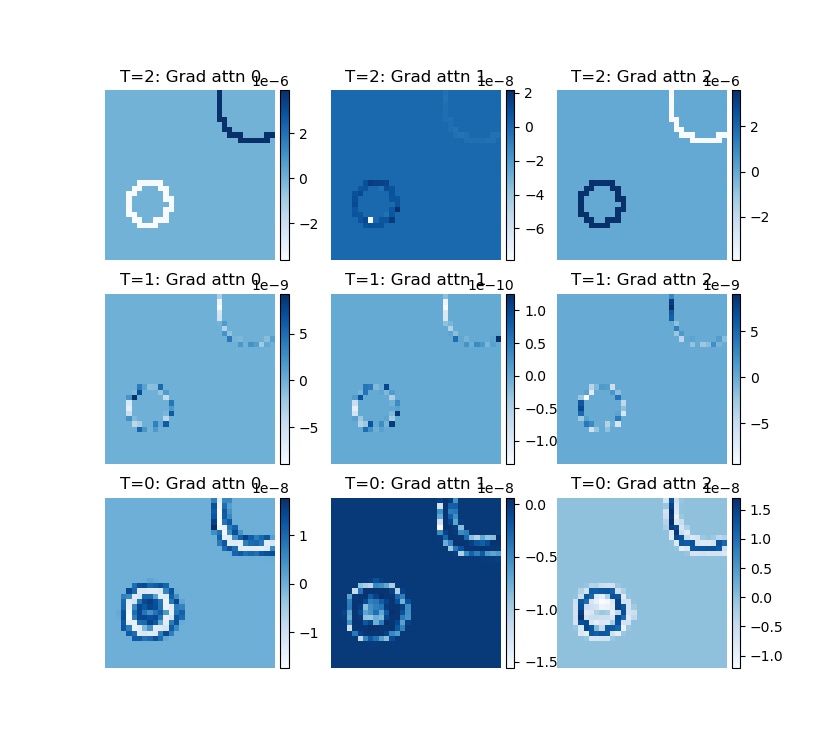 T=2: Grad attn 0
1e−6
T=2: Grad attn 1
1e−8
T=2: Grad attn 2
1e−6
2
0
−2
2
0
−2
−4
−6
2
0
−2
T=1: Grad attn 0
1e−9
T=1: Grad attn 1
1e−10
T=1: Grad attn 2
1e−9
5
0
−5
1.0
0.5
0.0
−0.5
−1.0
5
0
−5
T=0: Grad attn 0
1e−8
T=0: Grad attn 1
1e−8
T=0: Grad attn 2
1e−8
1
0
−1
0.0
−0.5
−1.0
−1.5
1.5
1.0
0.5
0.0
−0.5
−1.0